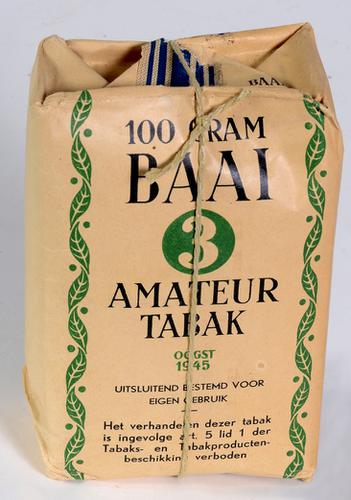 BAA
100 GRAM
BAAI
3
AMATEUR
TABAK
OOGST
1945
UITSLUITEND BESTEMD VOOR
EIGEN GEBRUIK
Het verhandelen dezer tabak
is ingevolge art. 5 lid 1 der
Tabaks- en Tabakproducten-
beschikking verboden